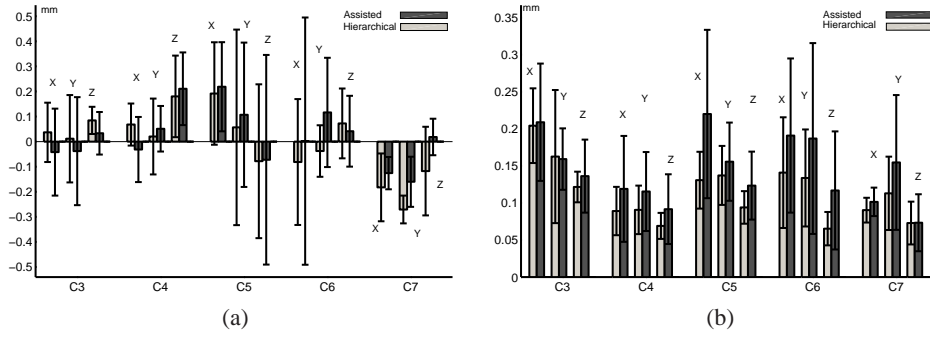 mm
Assisted
Hierarchical
0.5
0.4
0.3
0.2
0.1
0
−0.1
−0.2
−0.3
−0.4
−0.5
X Y Z
X Y Z
X Y Z
X Y Z
X Y Z
C3 C4 C5 C6 C7
(a)
mm
Assisted
Hierarchical
0.35
0.3
0.25
0.2
0.15
0.1
0.05
0
X Y Z
X Y Z
X Y Z
X Y Z
X Y Z
C3 C4 C5 C6 C7
(b)